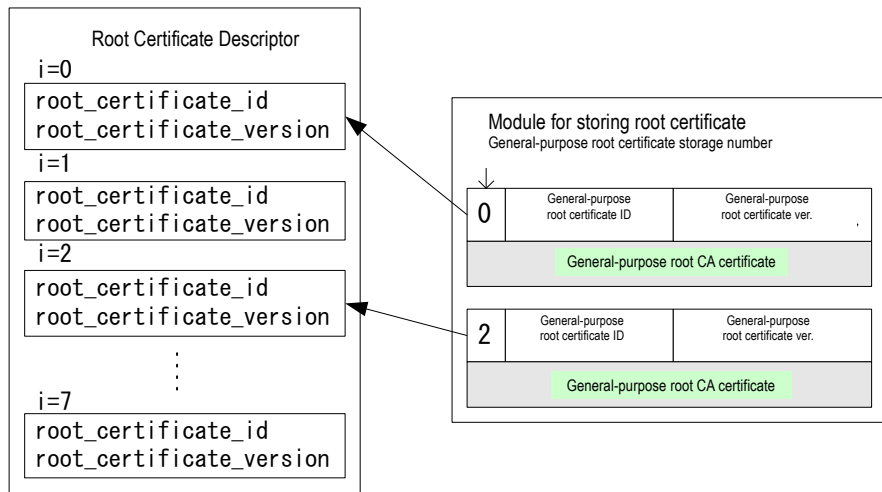 Root Certificate Descriptor
i=0
root_certificate_id
root_certificate_version
i=1
root_certificate_id
root_certificate_version
i=2
root_certificate_id
root_certificate_version
i=7
root_certificate_id
root_certificate_version
Module for storing root certificate
General-purpose root certificate storage number
0
General-purpose
root certificate ID
General-purpose
root certificate ver.
,
General-purpose root CA certificate
2
General-purpose
root certificate ID
General-purpose
root certificate ver.
General-purpose root CA certificate